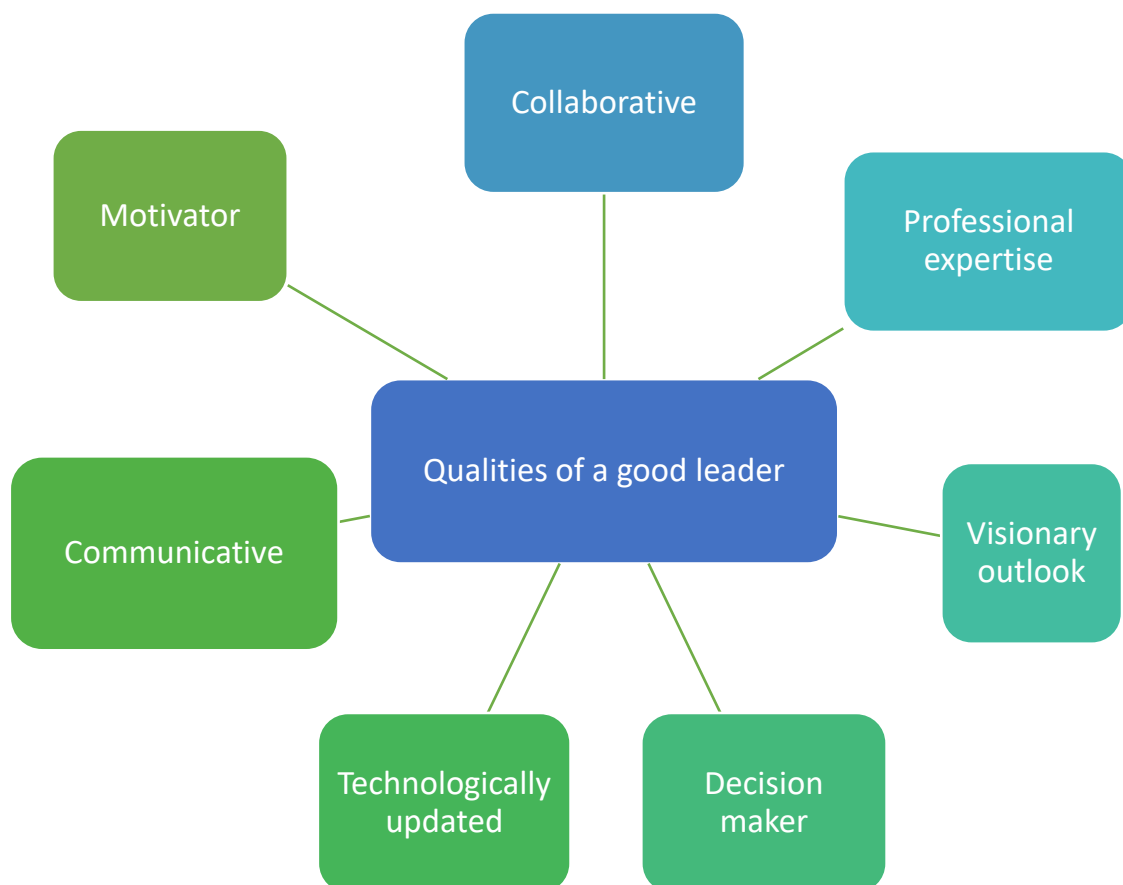 Collaborative
Motivator
Professional
expertise
Qualities of a good leader
Visionary
outlook
Communicative
Technologically
updated
Decision
maker